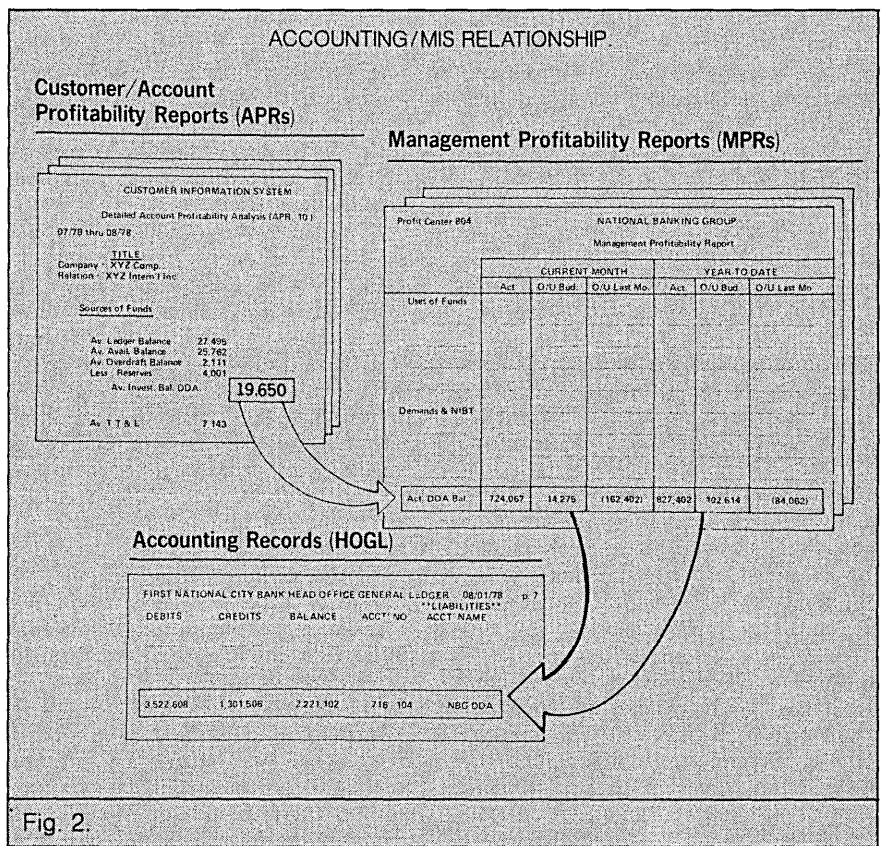 ACCOUNTING/MIS RELATIONSHIP.
Customer/Account
Profitability Reports (APRs)
CUSTOMER INFORMATION SYSTEM
Detailed Account Profitability Analysis (APR. 10)
07/78 thru 08/78
TITLE
Company - XYZ Comp.
Relation - XYZ Intern'l Inc.
Sources of Funds
Av. Ledger Balance 27,495
Av. Avail. Balance 25,762
Av. Overdraft Balance 2,111
Less: Reserves 4,001
Av. Invest. Bal. DDA. 19,650
Av. T T & L 7,143
Management Profitability Reports (MPRs)
Profit Center 804 NATIONAL BANKING GROUP
Management Profitability Report
CURRENT MONTH YEAR TO DATE
Act. O/U Bud. O/U Last Mo. Act. O/U Bud. O/U Last Mo
Uses of Funds
Demands & NIBT
Act. DDA Bal. 724,067 14,275 (162,402) 827,402 102,614 (84,062)
Accounting Records (HOGL)
FIRST NATIONAL CITY BANK HEAD OFFICE GENERAL LEDGER 08/01/78 p. 7
**LIABILITIES**
DEBITS CREDITS BALANCE ACCT' NO ACCT' NAME
3,522,608 1,301,506 2,221,102 716 104 NBG DDA
Fig. 2.